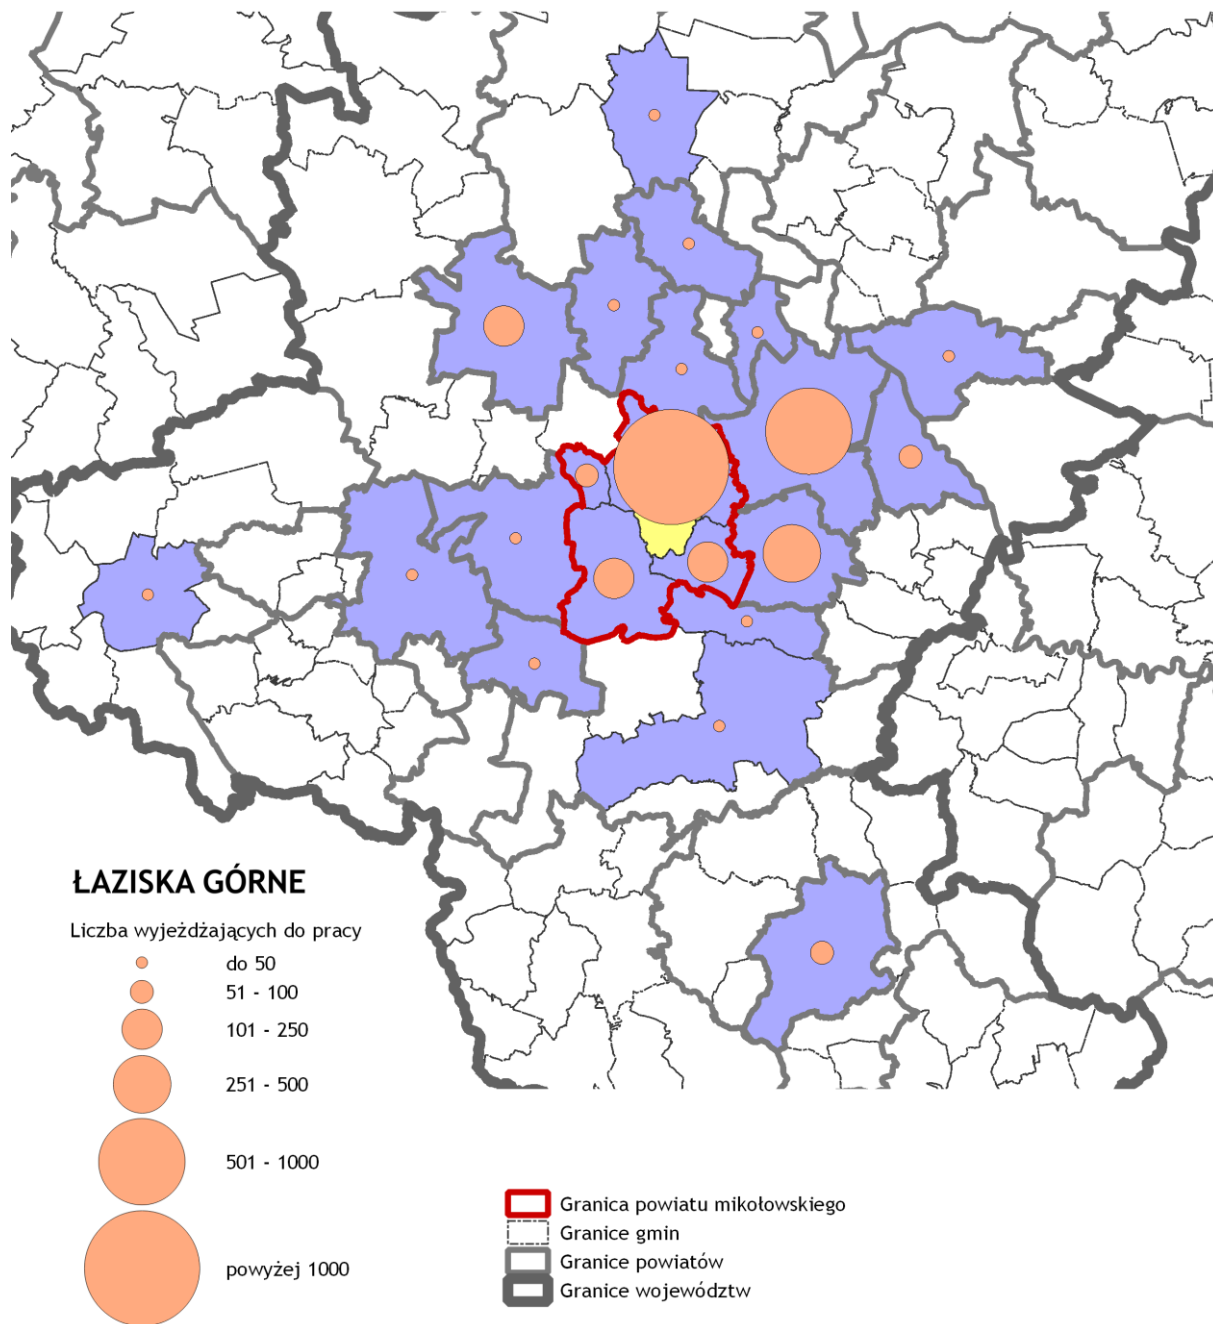 ŁAZISKA GÓRNE
Liczba wyjeżdżających do pracy
do 50
51 - 100
101 - 250
251 - 500
501 - 1000
powyżej 1000
Granica powiatu mikołowskiego
Granice gmin
Granice powiatów
Granice województw